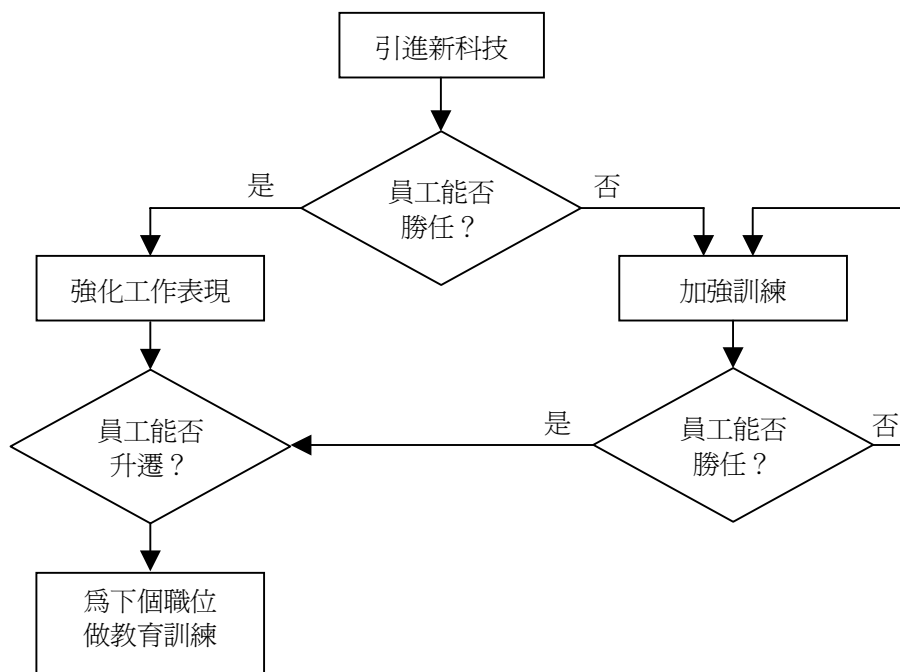 引進新科技
員工能否
勝任？
是
否
強化工作表現
加強訓練
員工能否
升遷？
是
員工能否
勝任？
否
爲下個職位
做教育訓練